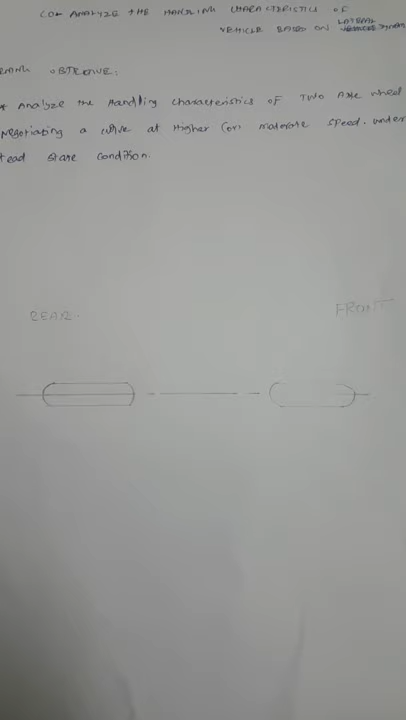 ANALYZE THE HANDLING CHARACTERISTICS OF
VEHICLE BASED ON LATERAL
OBJECTIVE:
Analyze the Handling characteristics OF Two Axle wheel
negotiating a curve at Higher (or) moderate speed. under
state condition.
REAR.
FRONT